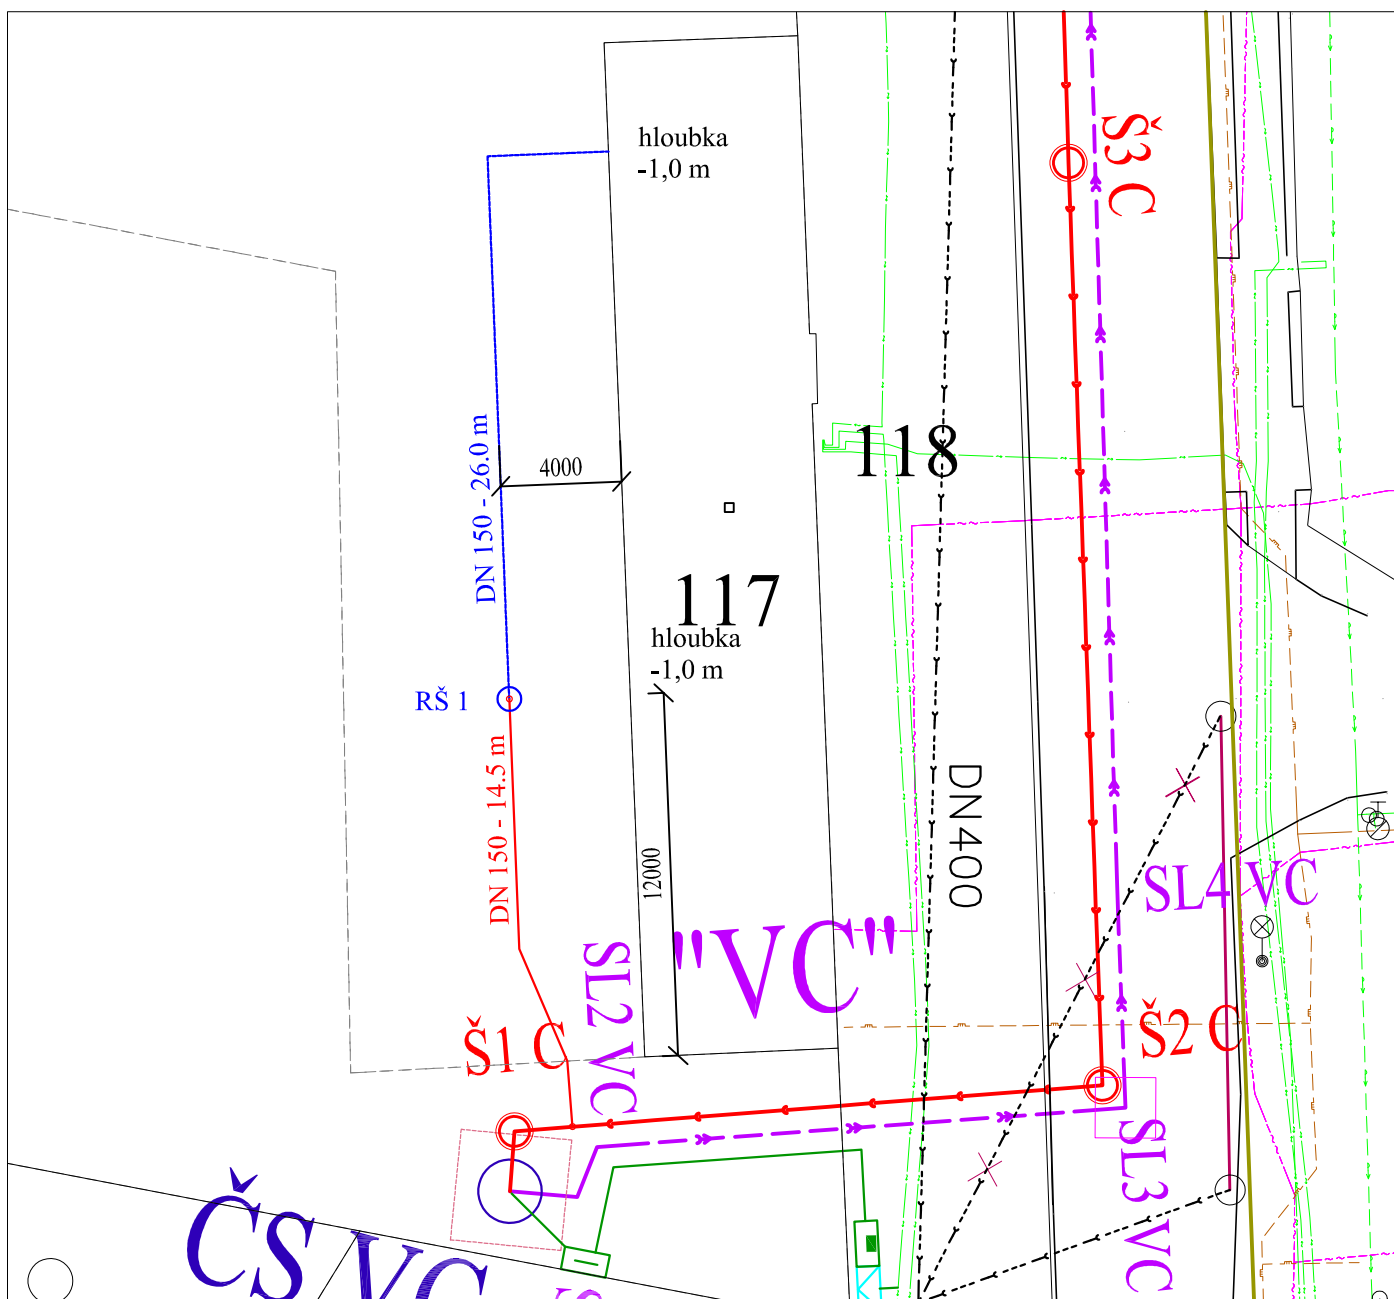 hloubka
-1,0 m
Š3 C
DN 150 - 26.0 m
4000
118
117
hloubka
-1,0 m
RŠ 1
DN 150 - 14.5 m
12000
DN400
SL4 VC
"VC"
SL2 VC
Š1 C
Š2 C
SL3 VC
ČS VC